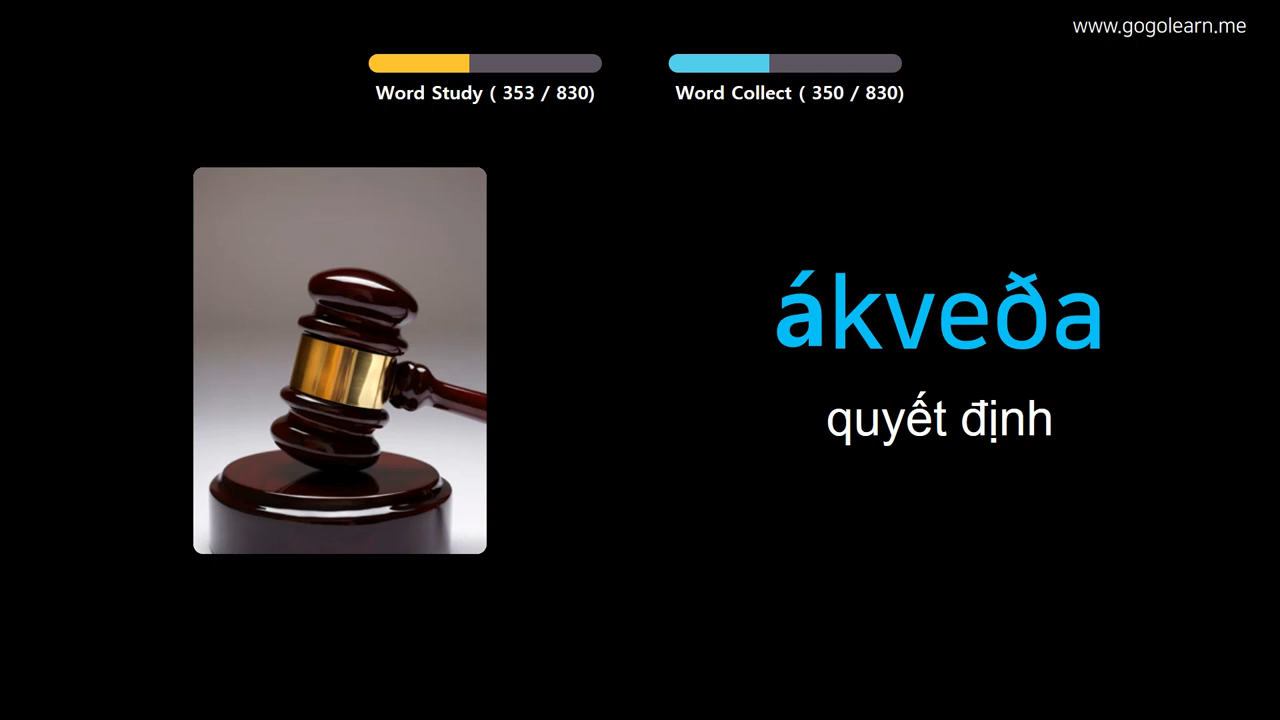 www.gogolearn.me
Word Study ( 353 / 830)
Word Collect ( 350 / 830)
ákveða
quyết định